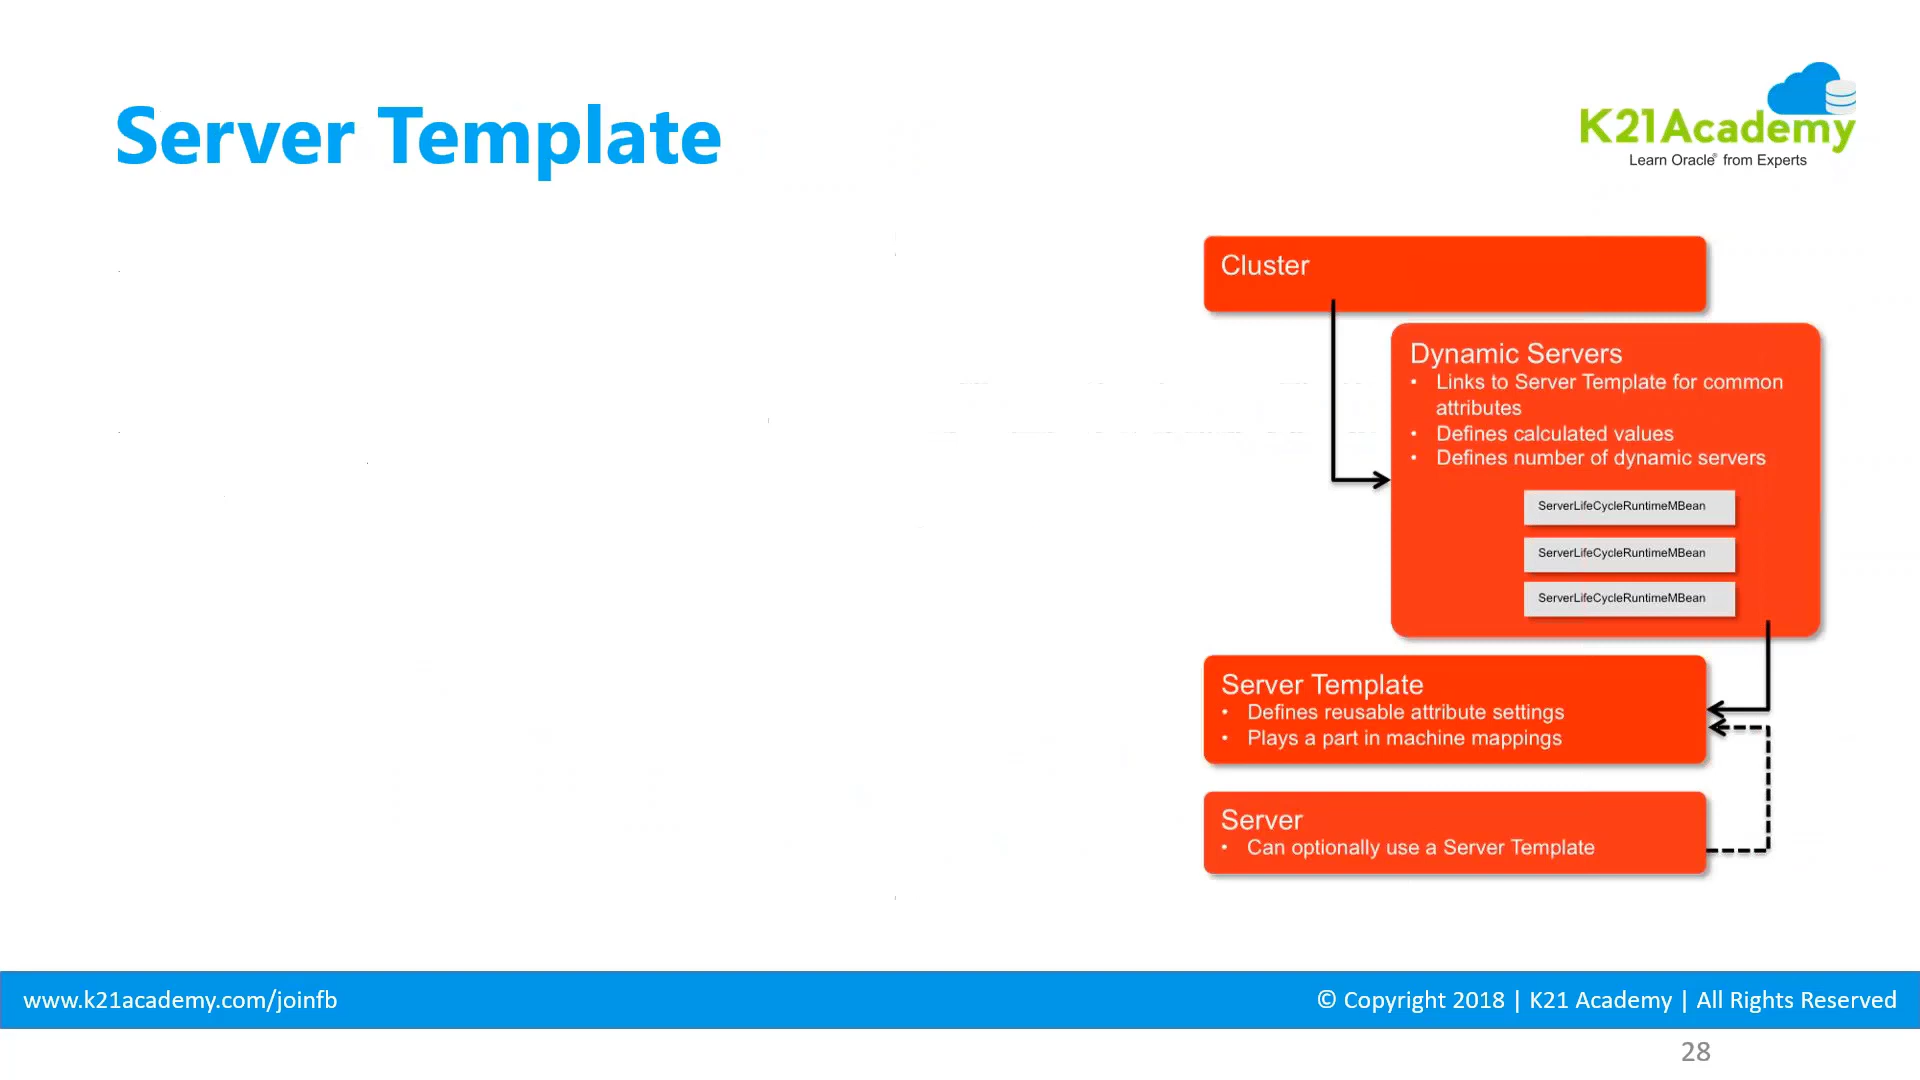 Server Template
K21Academy
Learn Oracle® from Experts
Cluster
Dynamic Servers
• Links to Server Template for common
attributes
• Defines calculated values
• Defines number of dynamic servers
ServerLifeCycleRuntimeMBean
ServerLifeCycleRuntimeMBean
ServerLifeCycleRuntimeMBean
Server Template
• Defines reusable attribute settings
• Plays a part in machine mappings
Server
• Can optionally use a Server Template
www.k21academy.com/joinfb
© Copyright 2018 | K21 Academy | All Rights Reserved
28